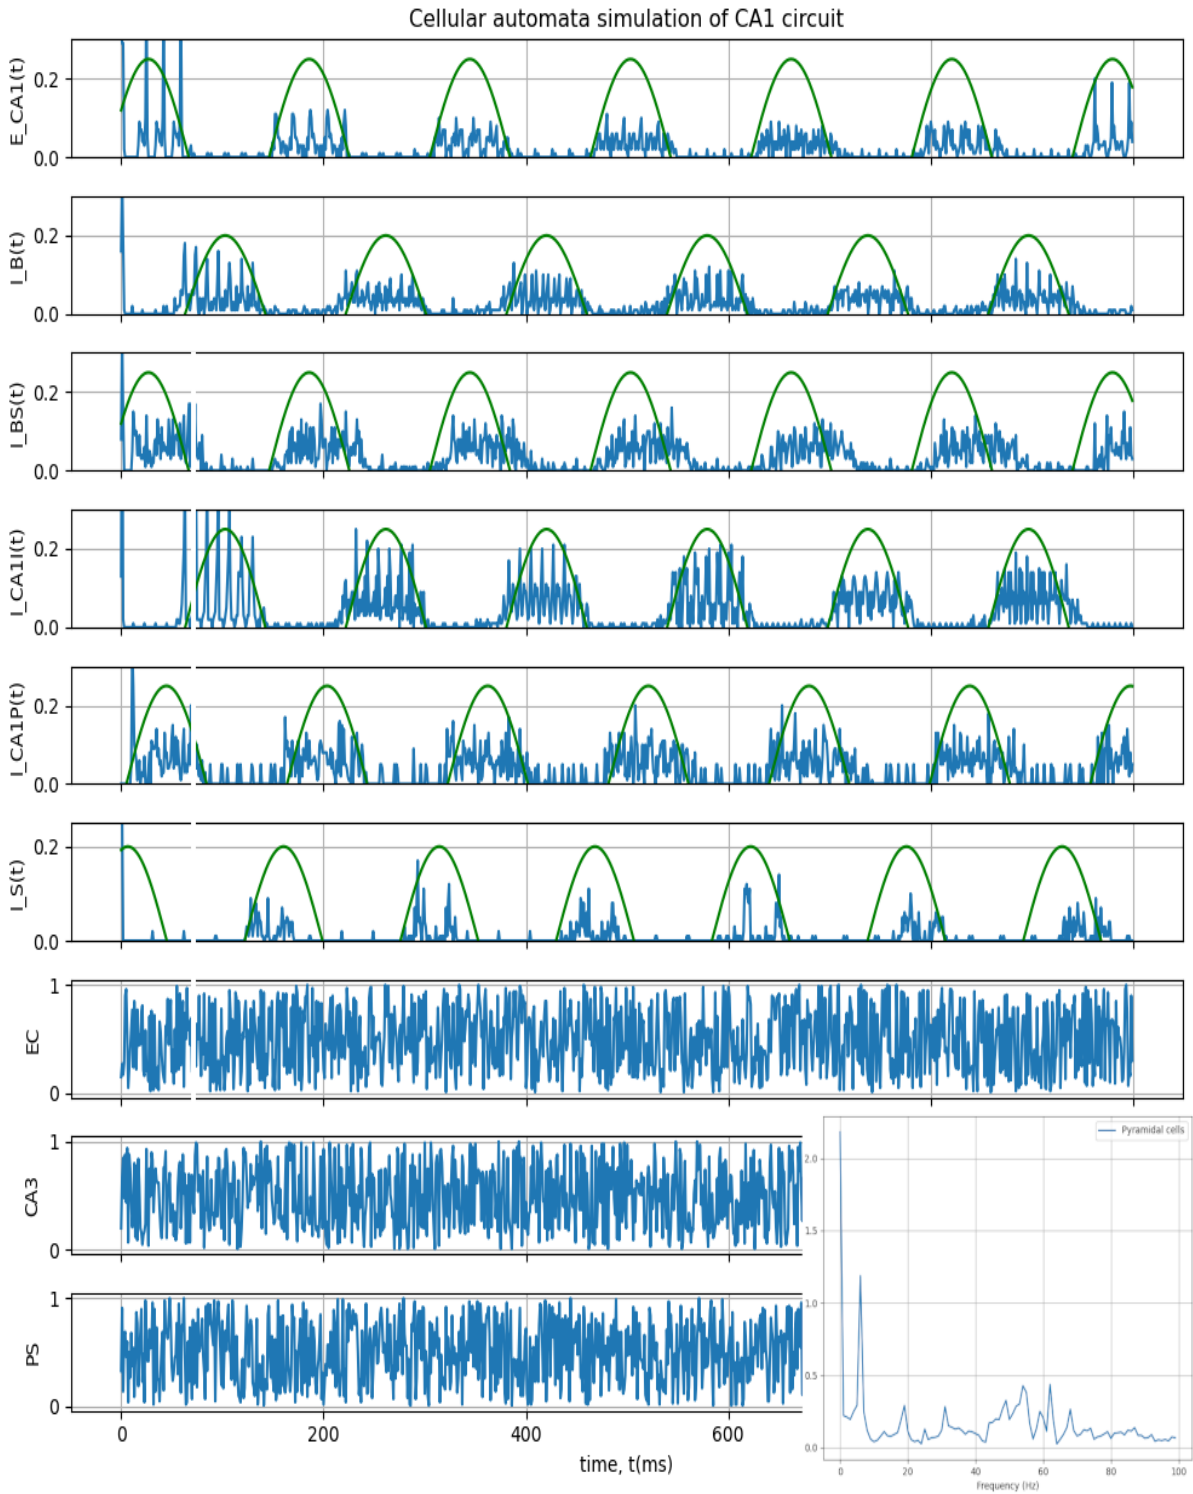 Cellular automata simulation of CA1 circuit
E_CA1(t)
0.2
0.0
I_B(t)
0.2
0.0
I_BS(t)
0.2
0.0
I_CA1I(t)
0.2
0.0
I_CA1P(t)
0.2
0.0
I_S(t)
0.2
0.0
EC
1
0
CA3
1
0
PS
1
0
0 200 400 600
time, t(ms)
Pyramidal cells
2.0
1.5
1.0
0.5
0.0
0 20 40 60 80 100
Frequency (Hz)